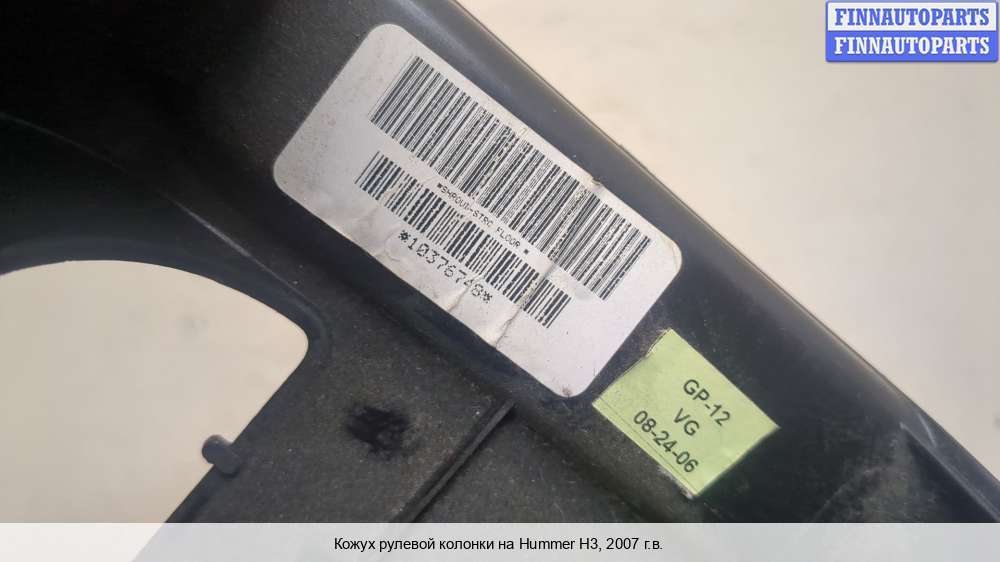 FINNAUTOPARTS
FINNAUTOPARTS
*SHROUD-STRG FLOOR *
*10376748*
GP-12
VG
08-24-06
Кожух рулевой колонки на Hummer H3, 2007 г.в.